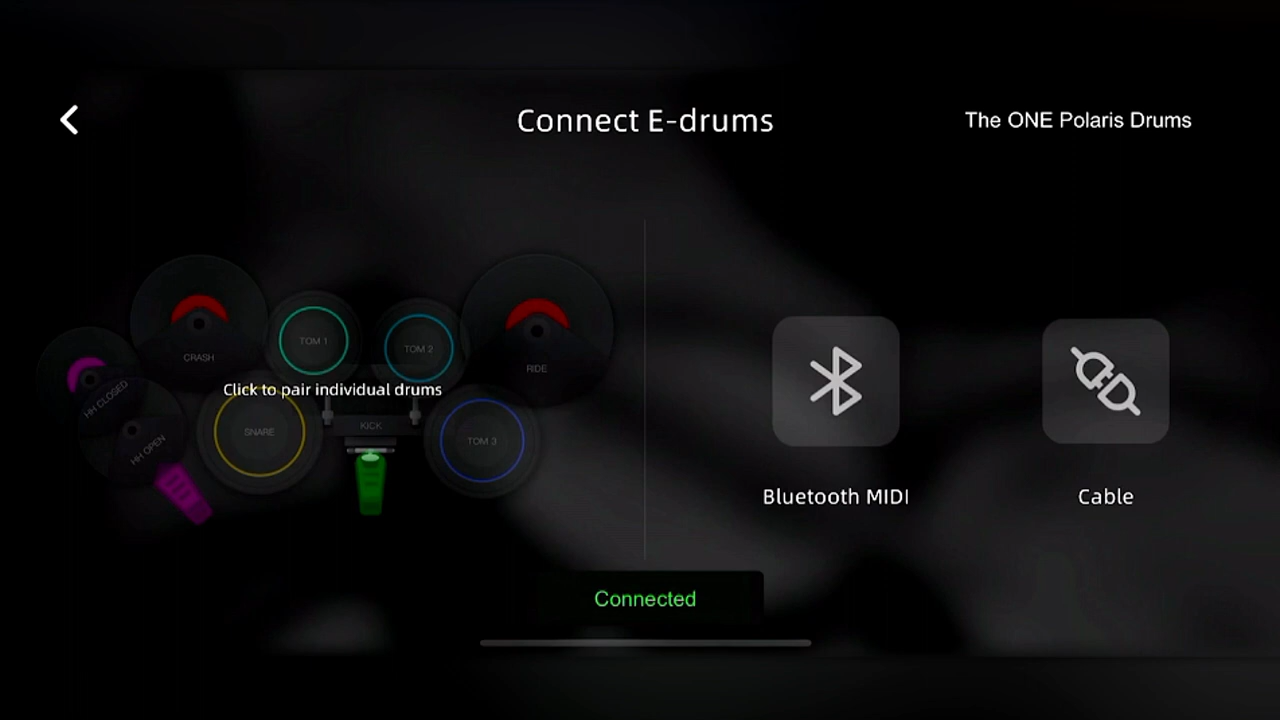 Connect E-drums
The ONE Polaris Drums
CRASH
TOM 1
TOM 2
RIDE
HH CLOSED
Click to pair individual drums
SNARE
KICK
TOM 3
HH OPEN
Bluetooth MIDI
Cable
Connected